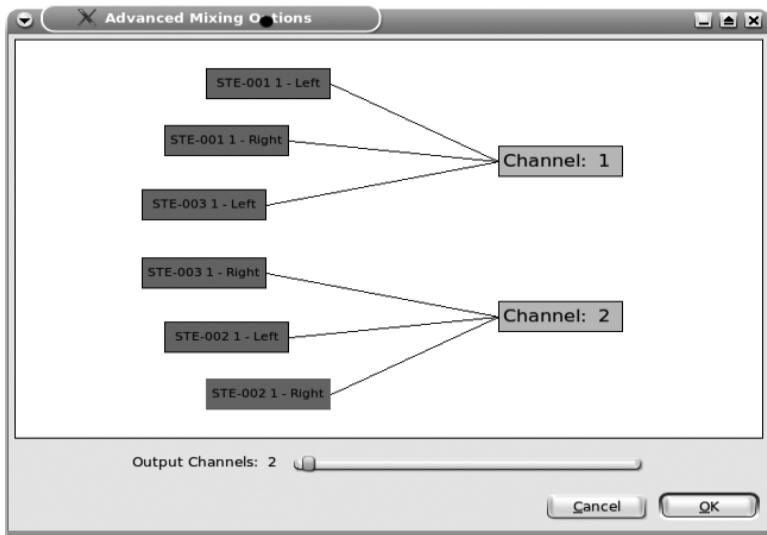 Advanced Mixing Options
STE-001 1 - Left
STE-001 1 - Right
STE-003 1 - Left
Channel: 1
STE-003 1 - Right
STE-002 1 - Left
STE-002 1 - Right
Channel: 2
Output Channels: 2
Cancel
OK